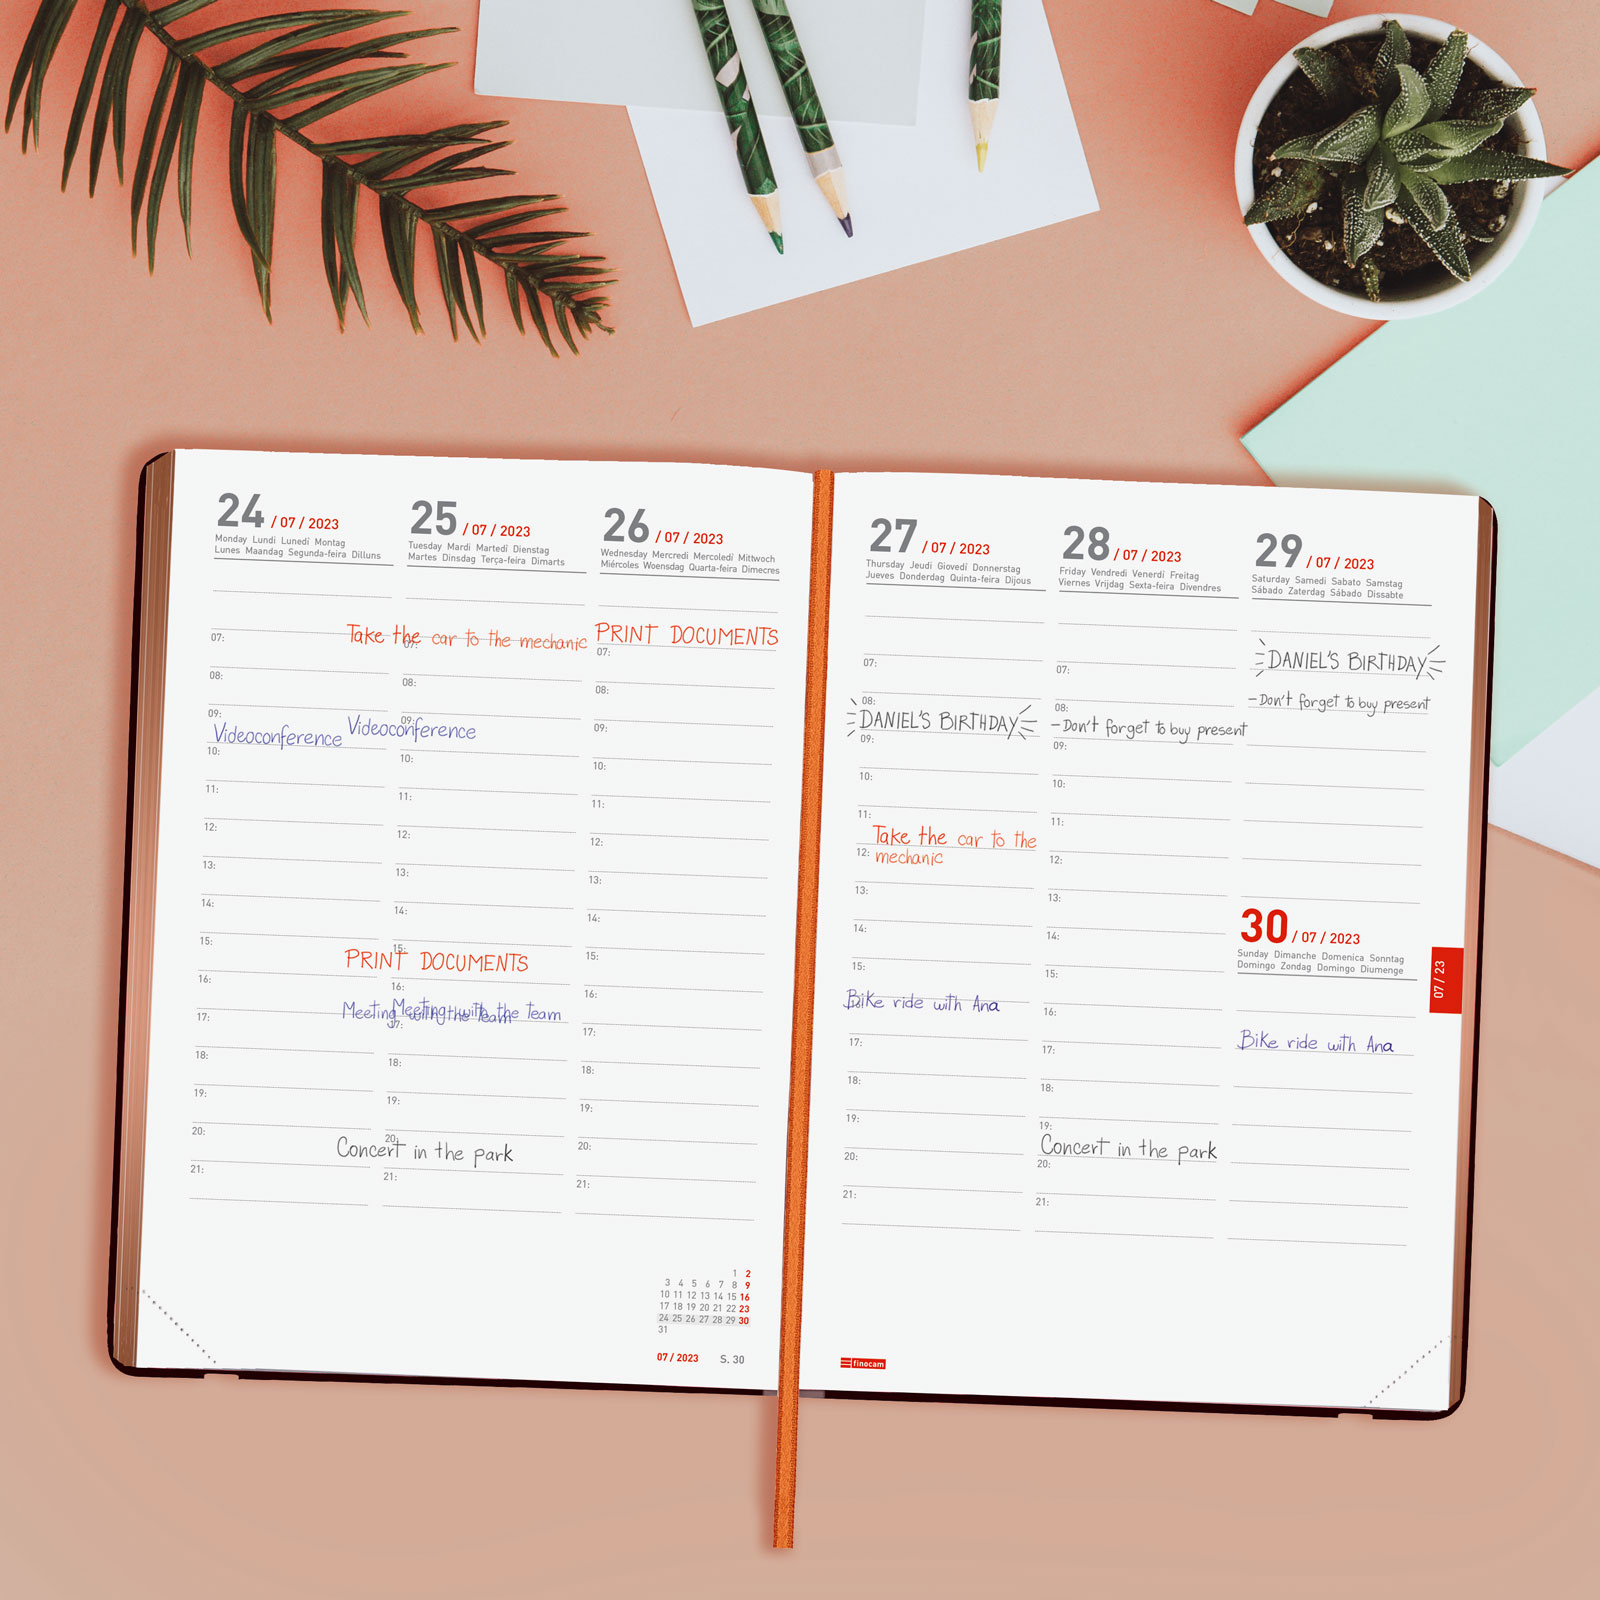 24 / 07 / 2023
Monday Lundi Lunedì Montag
Lunes Maandag Segunda-feira Dilluns
07:
08:
09:
Videoconference
10:
11:
12:
13:
14:
15:
16:
17:
18:
19:
20:
21:
25 / 07 / 2023
Tuesday Mardi Martedì Dienstag
Martes Dinsdag Terça-feira Dimarts
Take the car to the mechanic
07:
08:
09:
Videoconference
10:
11:
12:
13:
14:
15:
PRINT DOCUMENTS
16:
Meeting with the team
Meeting with the team
17:
18:
19:
20:
Concert in the park
21:
26 / 07 / 2023
Wednesday Mercredi Mercoledì Mittwoch
Miércoles Woensdag Quarta-feira Dimecres
PRINT DOCUMENTS
07:
08:
09:
10:
11:
12:
13:
14:
15:
16:
17:
18:
19:
20:
21:
1 2
3 4 5 6 7 8 9
10 11 12 13 14 15 16
17 18 19 20 21 22 23
24 25 26 27 28 29 30
31
07 / 2023 S. 30
27 / 07 / 2023
Thursday Jeudi Giovedì Donnerstag
Jueves Donderdag Quinta-feira Dijous
07:
08:
DANIEL'S BIRTHDAY
09:
10:
11:
Take the car to the
12: mechanic
13:
14:
15:
Bike ride with Ana
17:
18:
19:
20:
21:
finocam
28 / 07 / 2023
Friday Vendredi Venerdì Freitag
Viernes Vrijdag Sexta-feira Divendres
07:
08:
- Don't forget to buy present
09:
10:
11:
12:
13:
14:
15:
16:
17:
18:
19:
Concert in the park
20:
21:
29 / 07 / 2023
Saturday Samedi Sabato Samstag
Sábado Zaterdag Sábado Dissabte
DANIEL'S BIRTHDAY
- Don't forget to buy present
30 / 07 / 2023
Sunday Dimanche Domenica Sonntag
Domingo Zondag Domingo Diumenge
Bike ride with Ana
07 / 23